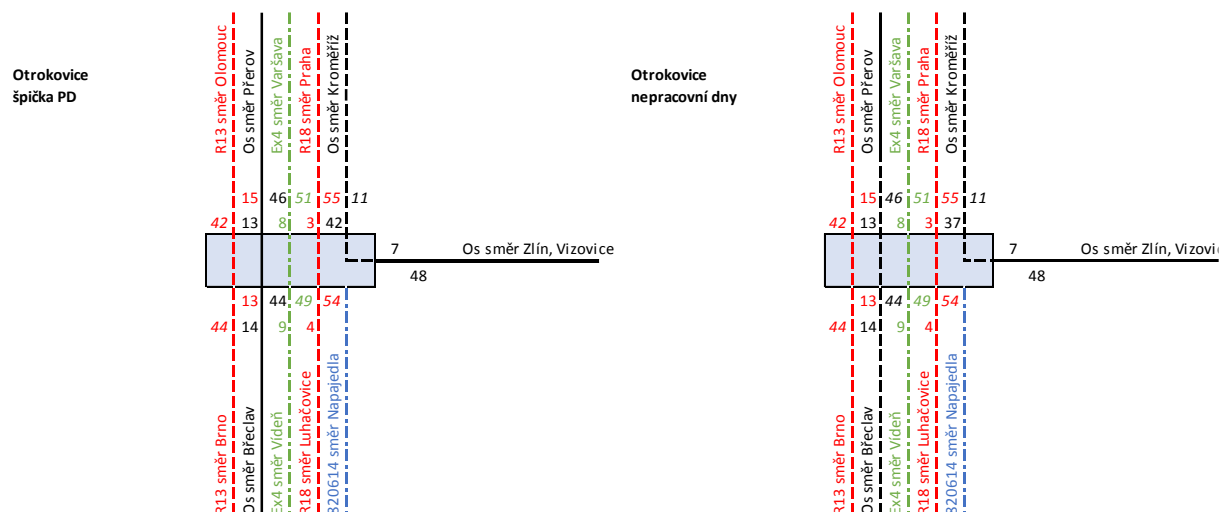 Otrokovice
špička PD
R13 směr Olomouc
Os směr Přerov
Ex4 směr Varšava
R18 směr Praha
Os směr Kroměříž
15 46 51 55 11
42 13 8 3 42
7 Os směr Zlín, Vizovice
48
13 44 49 54
44 14 9 4
R13 směr Brno
Os směr Břeclav
Ex4 směr Vídeň
R18 směr Luhačovice
820614 směr Napajedla
Otrokovice
nepracovní dny
R13 směr Olomouc
Os směr Přerov
Ex4 směr Varšava
R18 směr Praha
Os směr Kroměříž
15 46 51 55 11
42 13 8 3 37
7 Os směr Zlín, Vizovi
48
13 44 49 54
44 14 9 4
R13 směr Brno
Os směr Břeclav
Ex4 směr Vídeň
R18 směr Luhačovice
820614 směr Napajedla